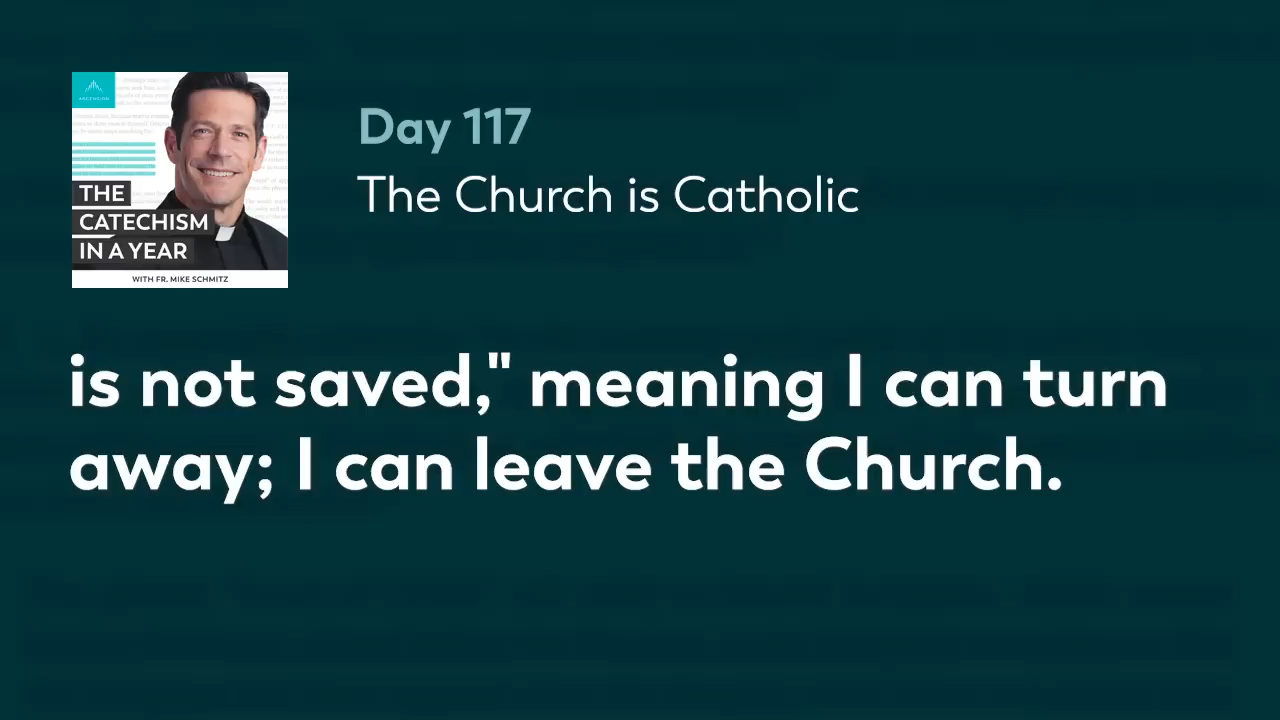 ASCENSION
THE
CATECHISM
IN A YEAR
WITH FR. MIKE SCHMITZ
Day 117
The Church is Catholic
is not saved," meaning I can turn
away; I can leave the Church.